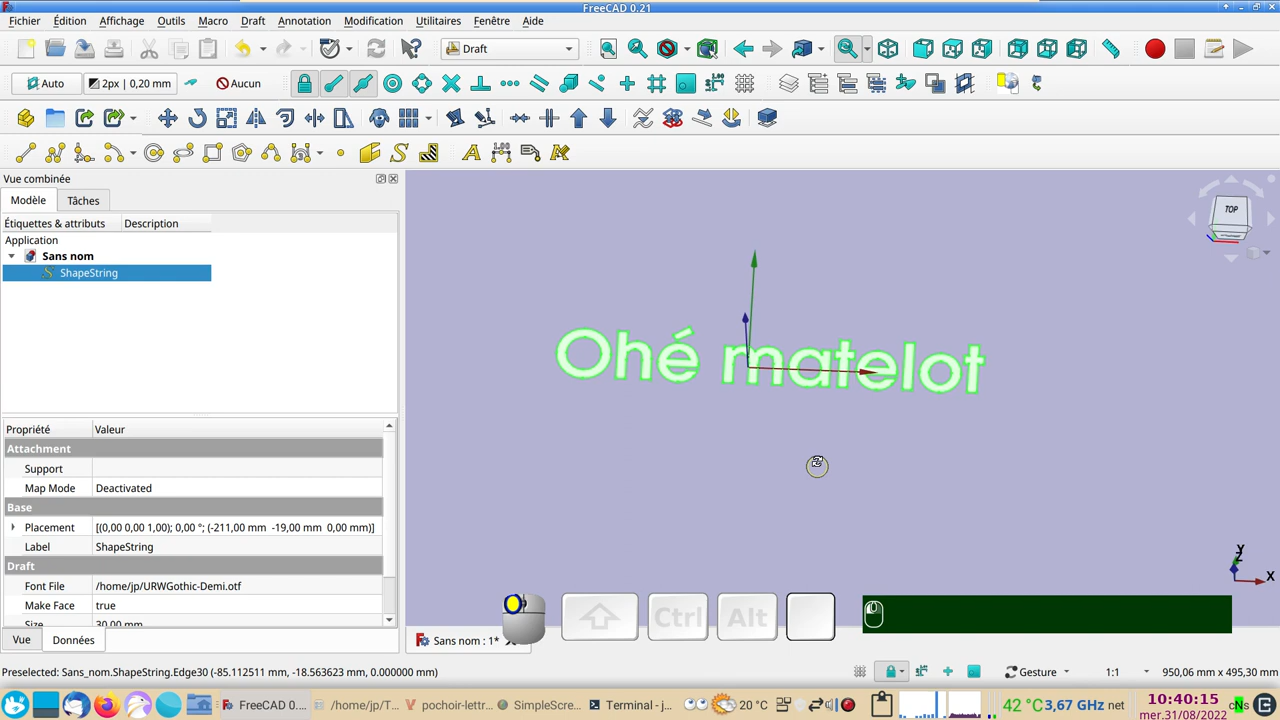 FreeCAD 0.21
Fichier Édition Affichage Outils Macro Draft Annotation Modification Utilitaires Fenêtre Aide
Draft
Auto 2px | 0,20 mm Aucun
Vue combinée
Modèle Tâches
Étiquettes & attributs Description
Application
Sans nom
ShapeString
TOP
Ohé matelot
Propriété Valeur
Attachment
Support
Map Mode Deactivated
Base
Placement [(0,00 0,00 1,00); 0,00 °; (-211,00 mm -19,00 mm 0,00 mm)]
Label ShapeString
Draft
Font File /home/jp/URWGothic-Demi.otf
Make Face true
Size 30,00 mm
Y
Z
X
Ctrl Alt
Vue Données
Sans nom : 1*
Preselected: Sans_nom.ShapeString.Edge30 (-85.112511 mm, -18.563623 mm, 0.000000 mm)
Gesture 1:1 950,06 mm x 495,30 mm
FreeCAD 0.... /home/jp/T... pochoir-lettr... SimpleScre... Terminal - j... 20 °C 42 °C 3,67 GHz net 10:40:15
mer.31/08/2022